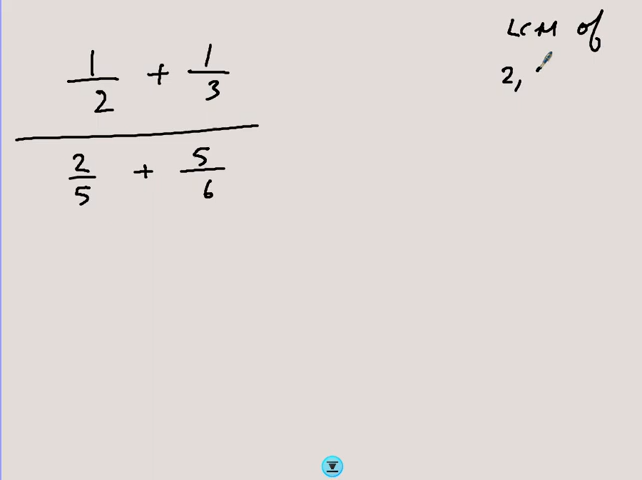 1/2 + 1/3
2/5 + 5/6
LCM of
2,